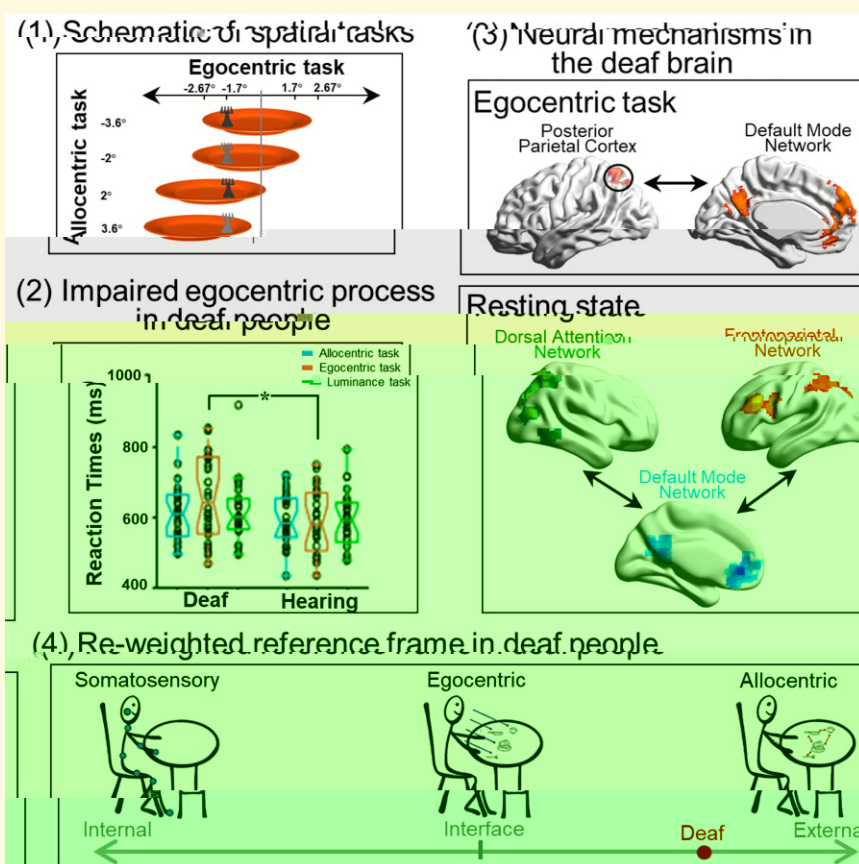 (1) Schematic of spatial tasks
Egocentric task
-2.67° -1.7° 1.7° 2.67°
Allocentric task
-3.6°
-2°
2°
3.6°
(2) Impaired egocentric process
in deaf people
Allocentric task
Egocentric task
Luminance task
Reaction Times (ms)
1000
800
600
400
*
Deaf Hearing
(3) Neural mechanisms in
the deaf brain
Egocentric task
Posterior
Parietal Cortex
Default Mode
Network
Resting state
Dorsal Attention
Network
Frontoparietal
Network
Default Mode
Network
(4) Re-weighted reference frame in deaf people
Somatosensory Egocentric Allocentric
Internal Interface Deaf Externa